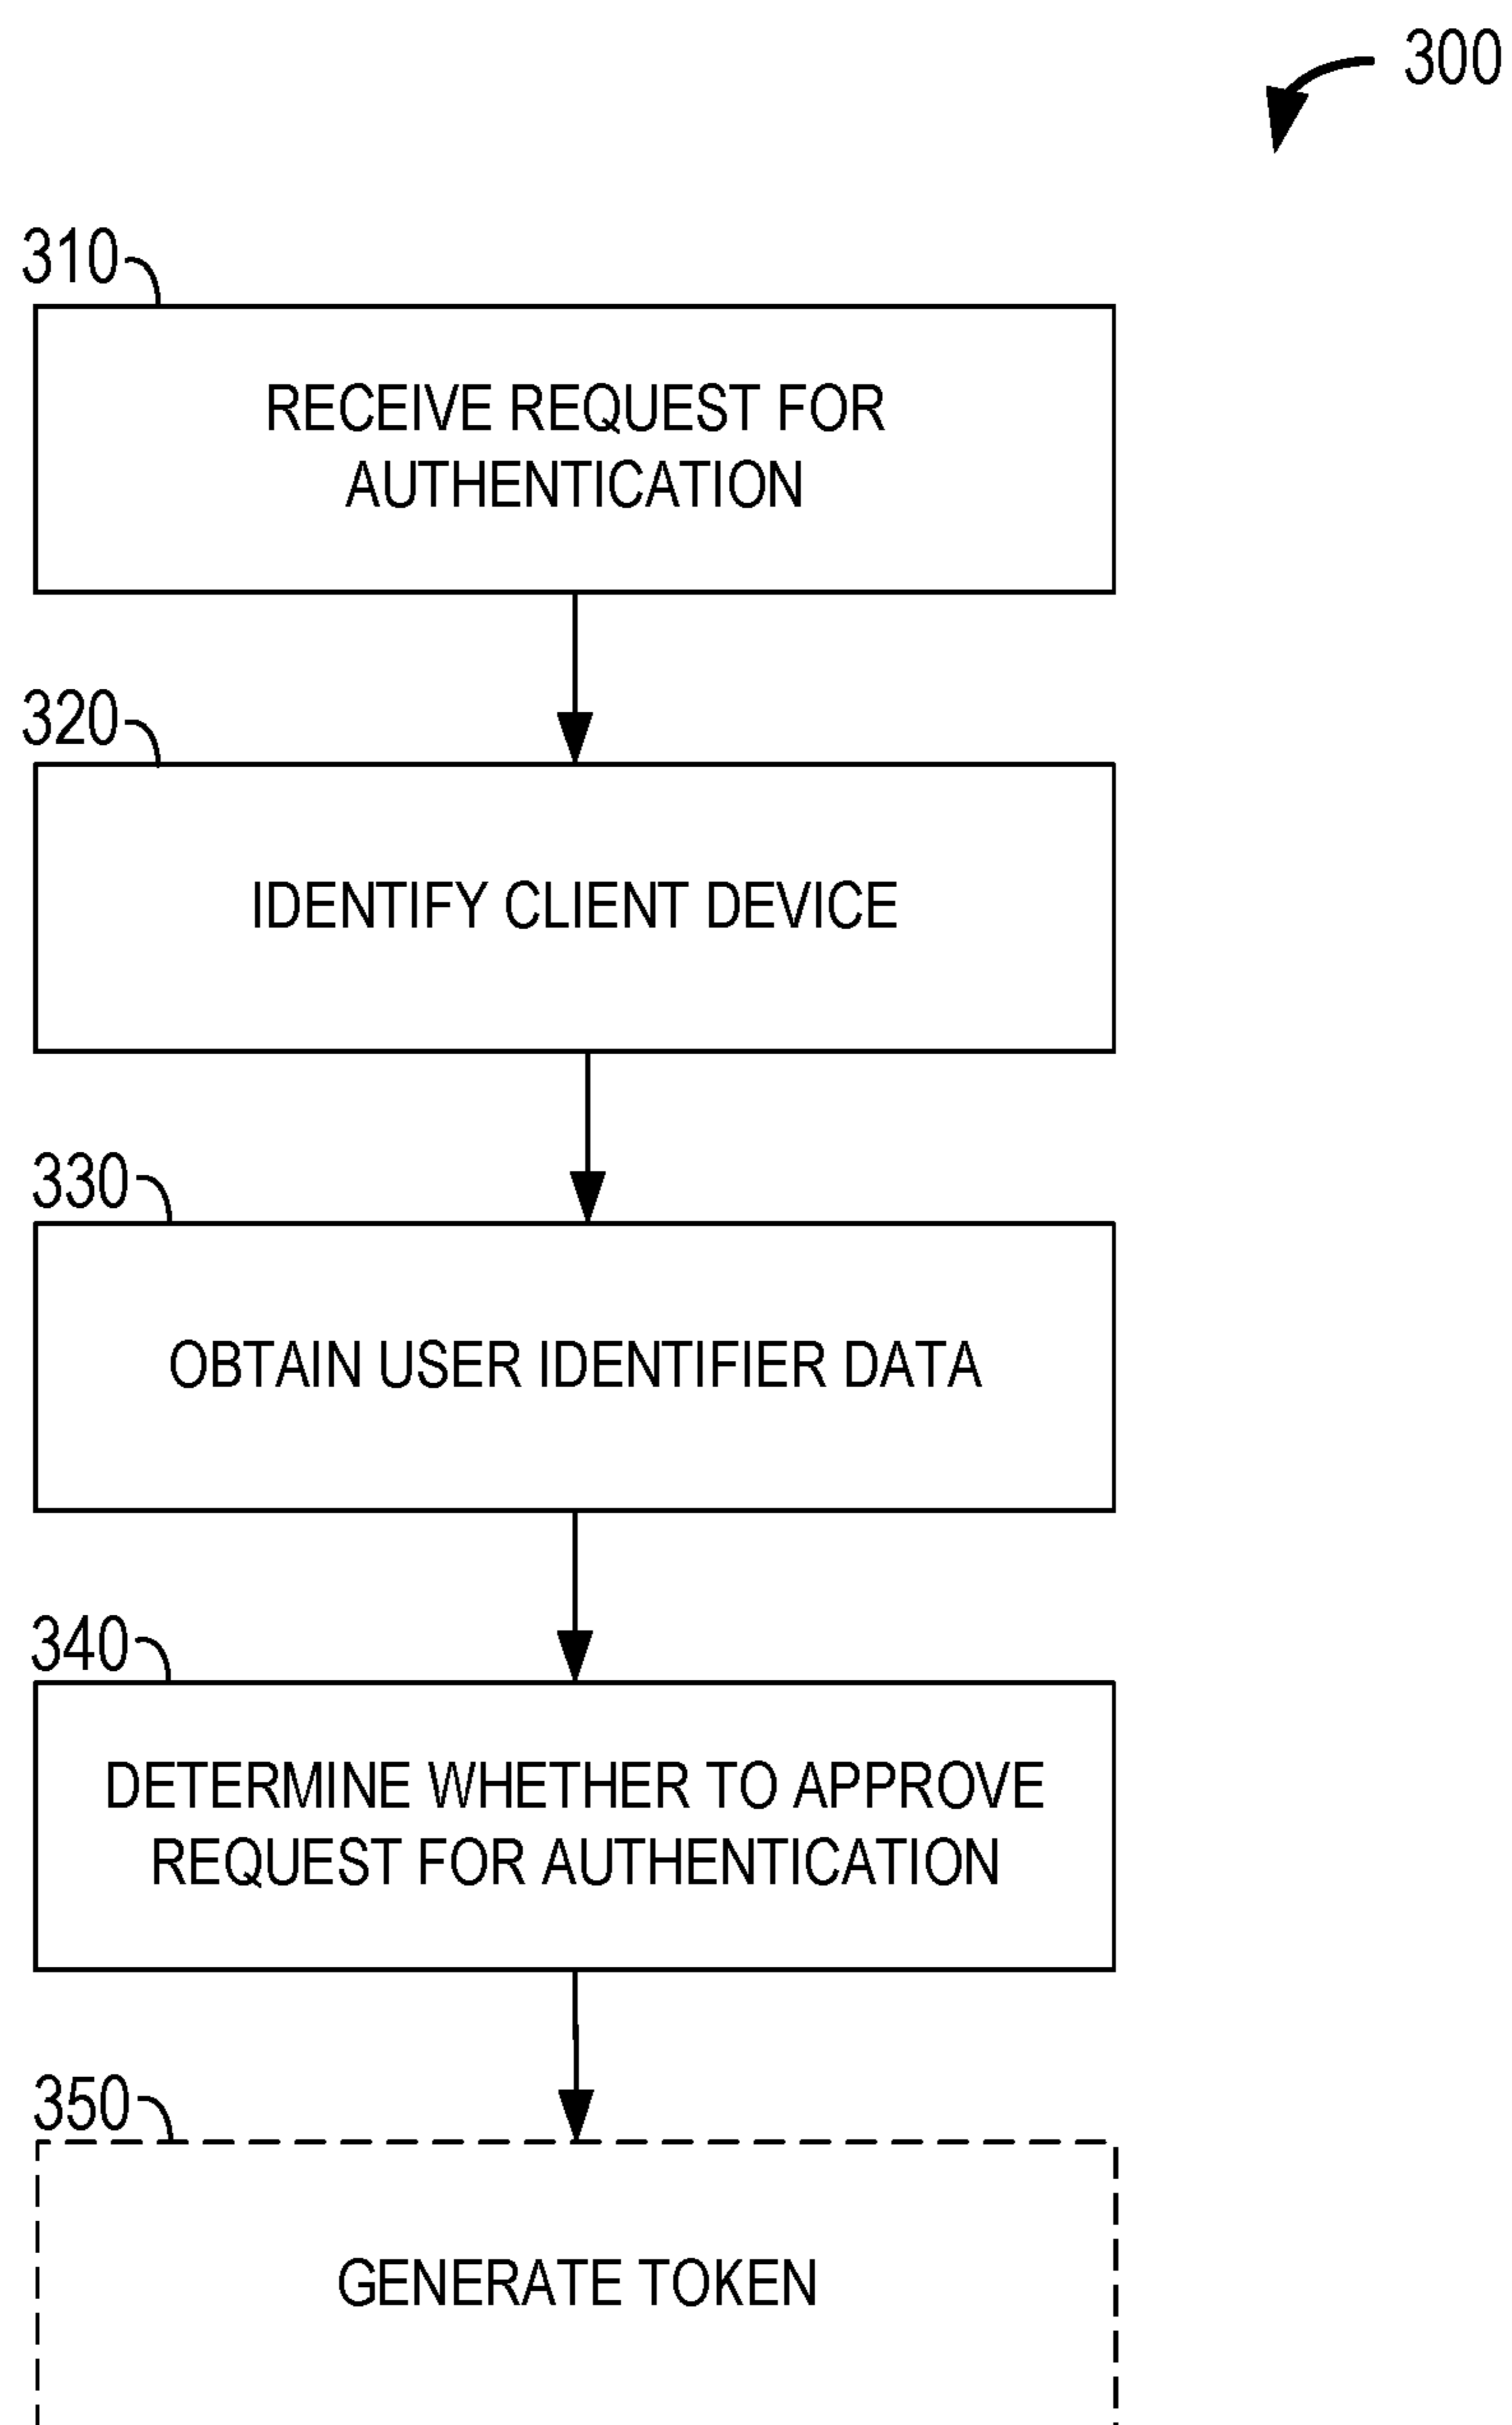 300
310
RECEIVE REQUEST FOR
AUTHENTICATION
320
IDENTIFY CLIENT DEVICE
330
OBTAIN USER IDENTIFIER DATA
340
DETERMINE WHETHER TO APPROVE
REQUEST FOR AUTHENTICATION
350
GENERATE TOKEN